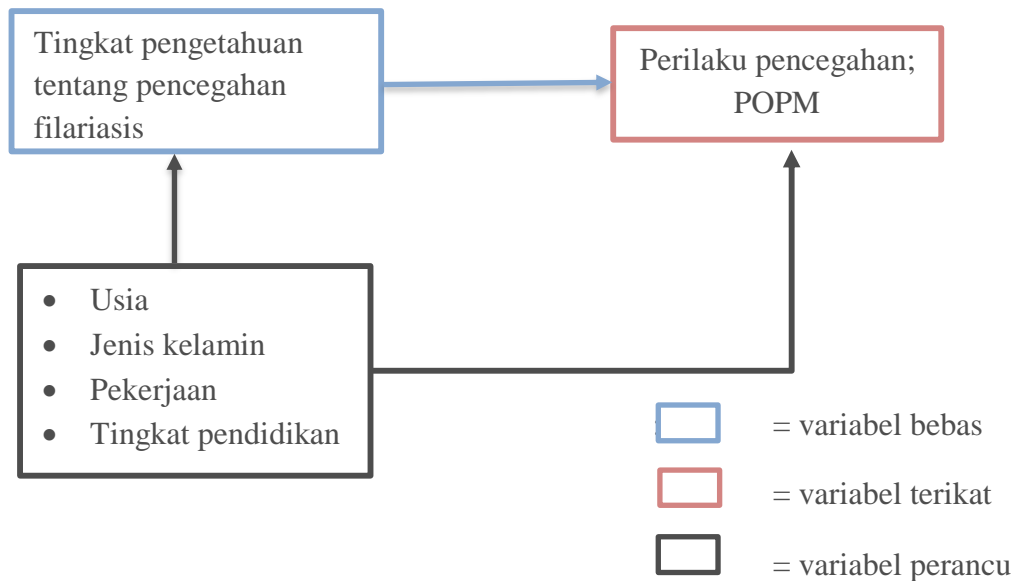 Tingkat pengetahuan
tentang pencegahan
filariasis
Perilaku pencegahan;
POPM
• Usia
• Jenis kelamin
• Pekerjaan
• Tingkat pendidikan
= variabel bebas
= variabel terikat
= variabel perancu